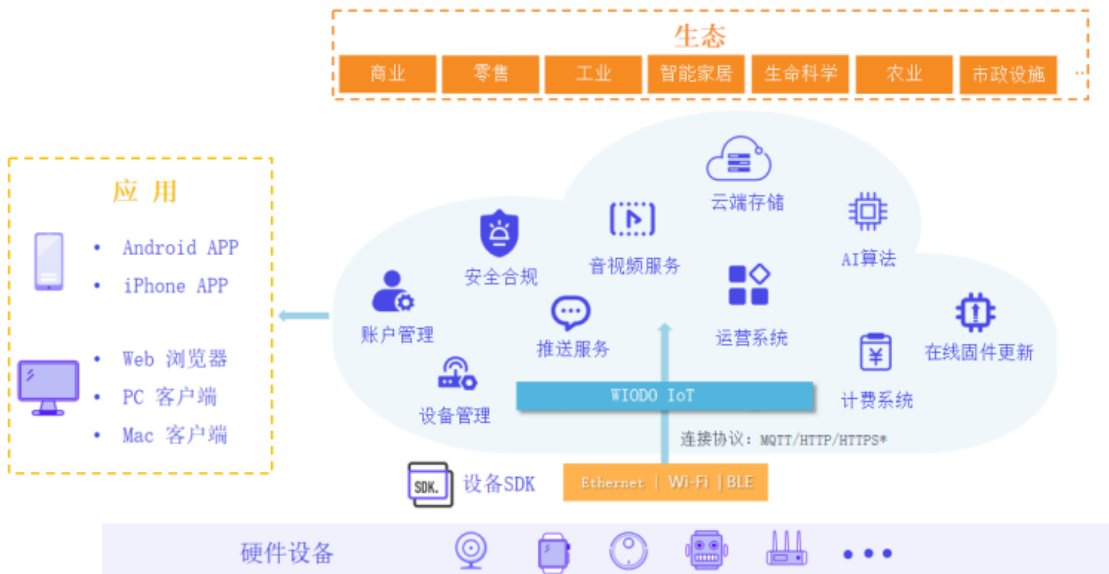 生态
商业 零售 工业 智能家居 生命科学 农业 市政设施 ...
应 用
• Android APP
• iPhone APP
• Web 浏览器
• PC 客户端
• Mac 客户端
云端存储
音视频服务
AI算法
安全合规
账户管理
推送服务
运营系统
在线固件更新
设备管理
¥
计费系统
WIODO IoT
连接协议：MQTT/HTTP/HTTPS*
SDK.
设备SDK
Ethernet | Wi-Fi | BLE
硬件设备